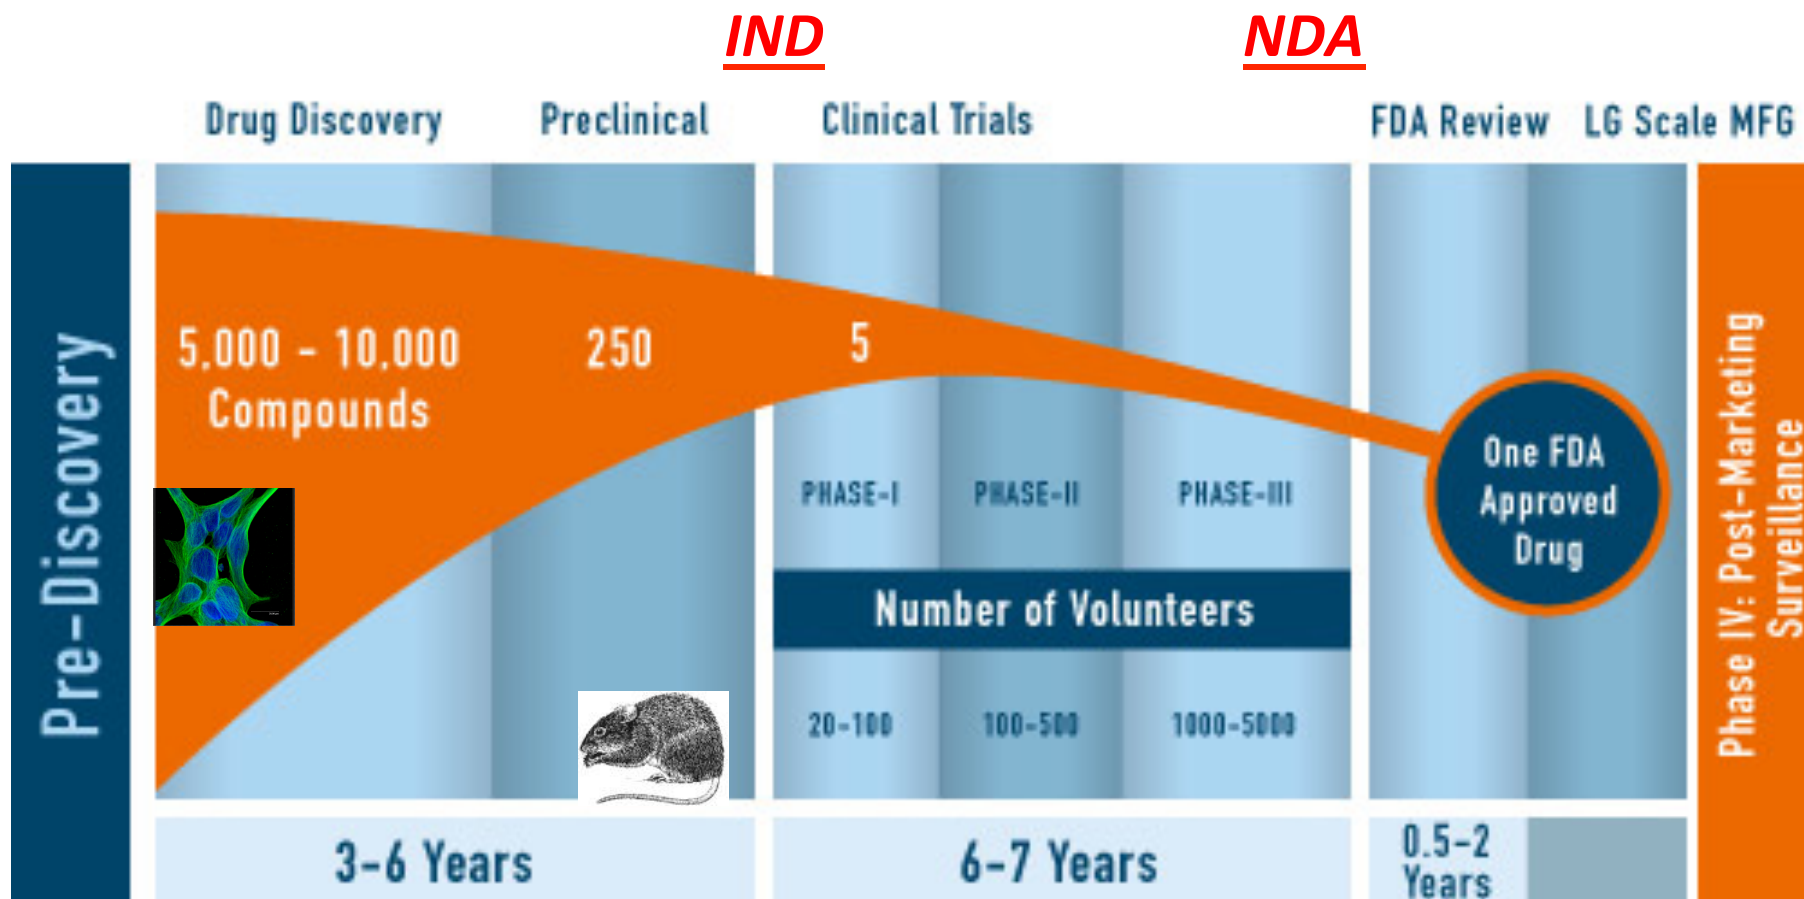 IND
NDA
Drug Discovery
Preclinical
Clinical Trials
FDA Review
LG Scale MFG
Pre-Discovery
5,000 - 10,000
Compounds
250
5
PHASE-I
PHASE-II
PHASE-III
Number of Volunteers
20-100
100-500
1000-5000
One FDA
Approved
Drug
Phase IV: Post-Marketing
Surveillance
3-6 Years
6-7 Years
0.5-2
Years